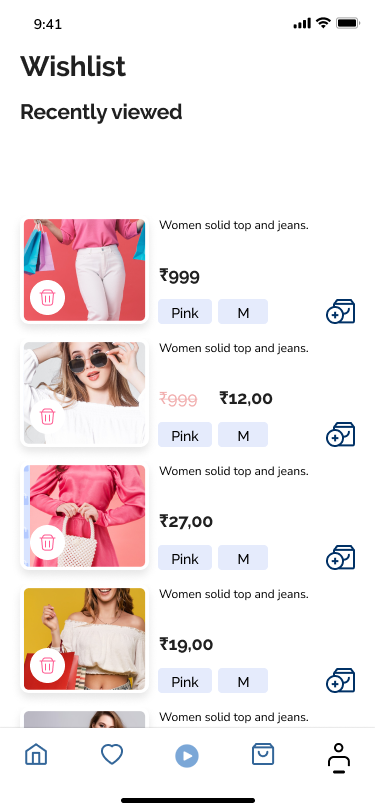 9:41
Wishlist
Recently viewed
Women solid top and jeans.
₹999
Pink M
Women solid top and jeans.
₹999 ₹12,00
Pink M
Women solid top and jeans.
₹27,00
Pink M
Women solid top and jeans.
₹19,00
Pink M
Women solid top and jeans.